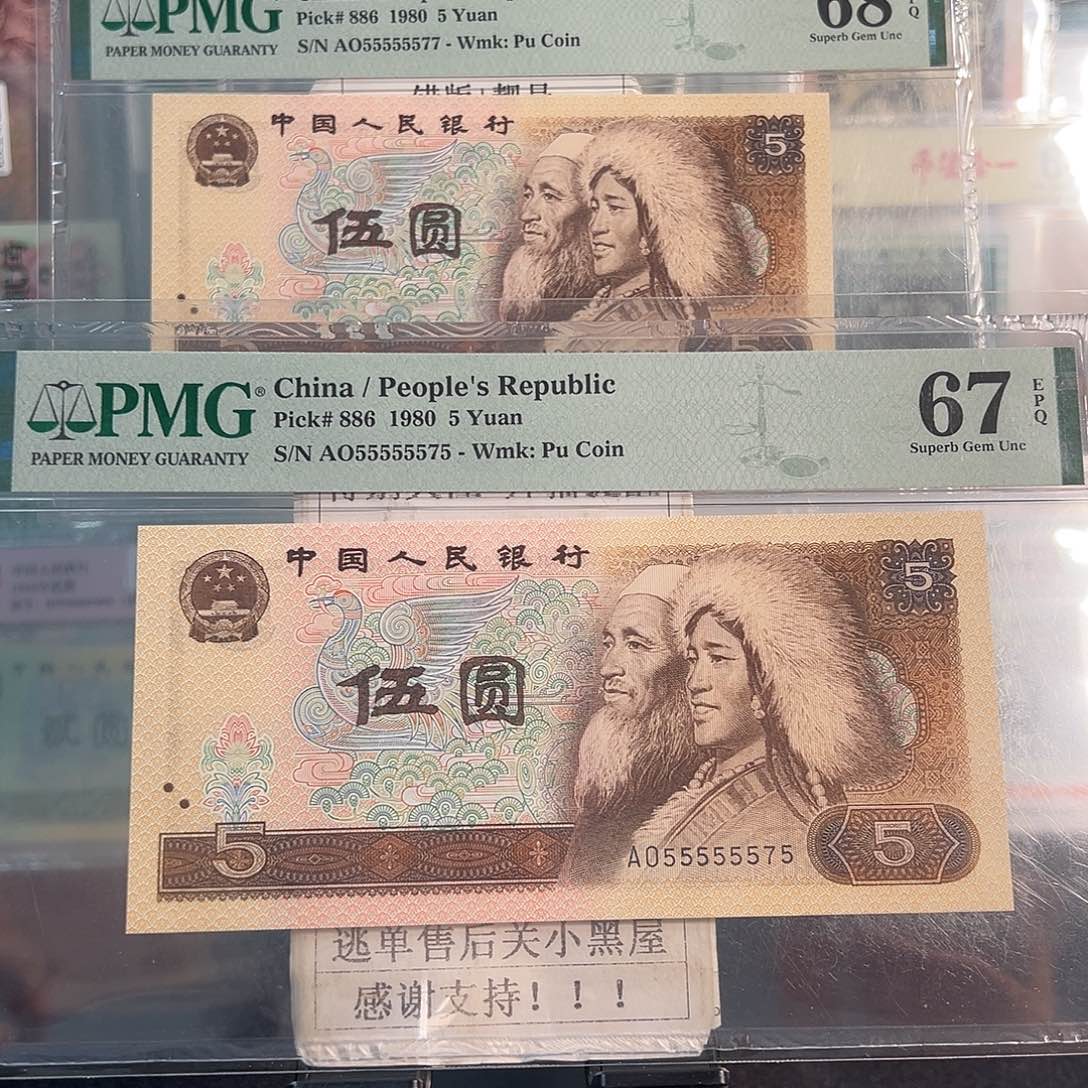 PMG
PAPER MONEY GUARANTY
Pick# 886 1980 5 Yuan
S/N AO55555577 - Wmk: Pu Coin
68
Superb Gem Unc
PQ
中国人民银行
5
伍圆
PMG®
PAPER MONEY GUARANTY
China / People's Republic
Pick# 886 1980 5 Yuan
S/N AO55555575 - Wmk: Pu Coin
67
EPQ
Superb Gem Unc
中国人民银行
5
伍圆
5
AO55555575
5
逃单售后关小黑屋
感谢支持！！！